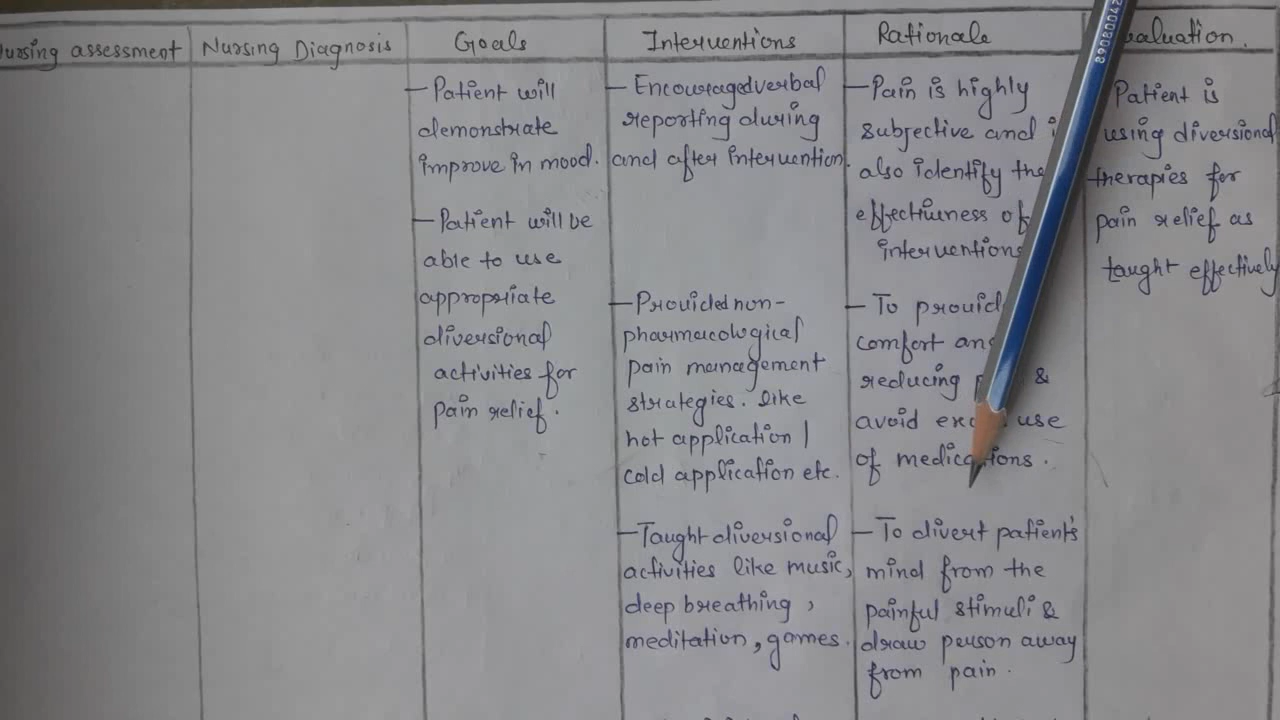 Nursing assessment
Nursing Diagnosis
Goals
Interventions
Rationale
Evaluation.
- Patient will
demonstrate
improve in mood.
- Patient will be
able to use
appropriate
diversional
activities for
pain relief.
- Encouraged verbal
reporting during
and after intervention.
- Provided non-
pharmacological
pain management
strategies. like
hot application /
cold application etc.
- Taught diversional
activities like music,
deep breathing,
meditation, games.
- Pain is highly
subjective and i
also identify the
effectiveness of
interventions
- To provid
comfort an
reducing &
avoid exc use
of medications.
- To divert patient's
mind from the
painful stimuli &
draw person away
from pain.
Patient is
using diversional
therapies for
pain relief as
taught effectively
89080042